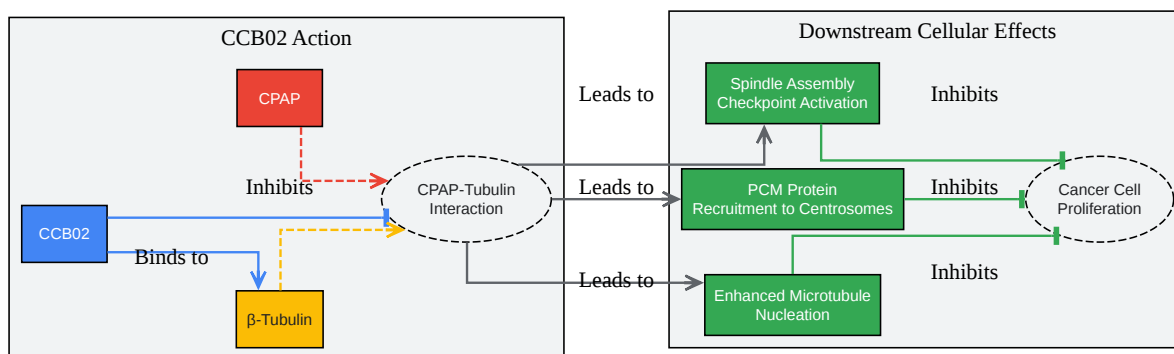 CCB02 Action
CPAP
Inhibits
CPAP-Tubulin
Interaction
CCB02
Binds to
β-Tubulin
Leads to
Leads to
Leads to
Downstream Cellular Effects
Spindle Assembly
Checkpoint Activation
Inhibits
PCM Protein
Recruitment to Centrosomes
Inhibits
Cancer Cell
Proliferation
Enhanced Microtubule
Nucleation
Inhibits